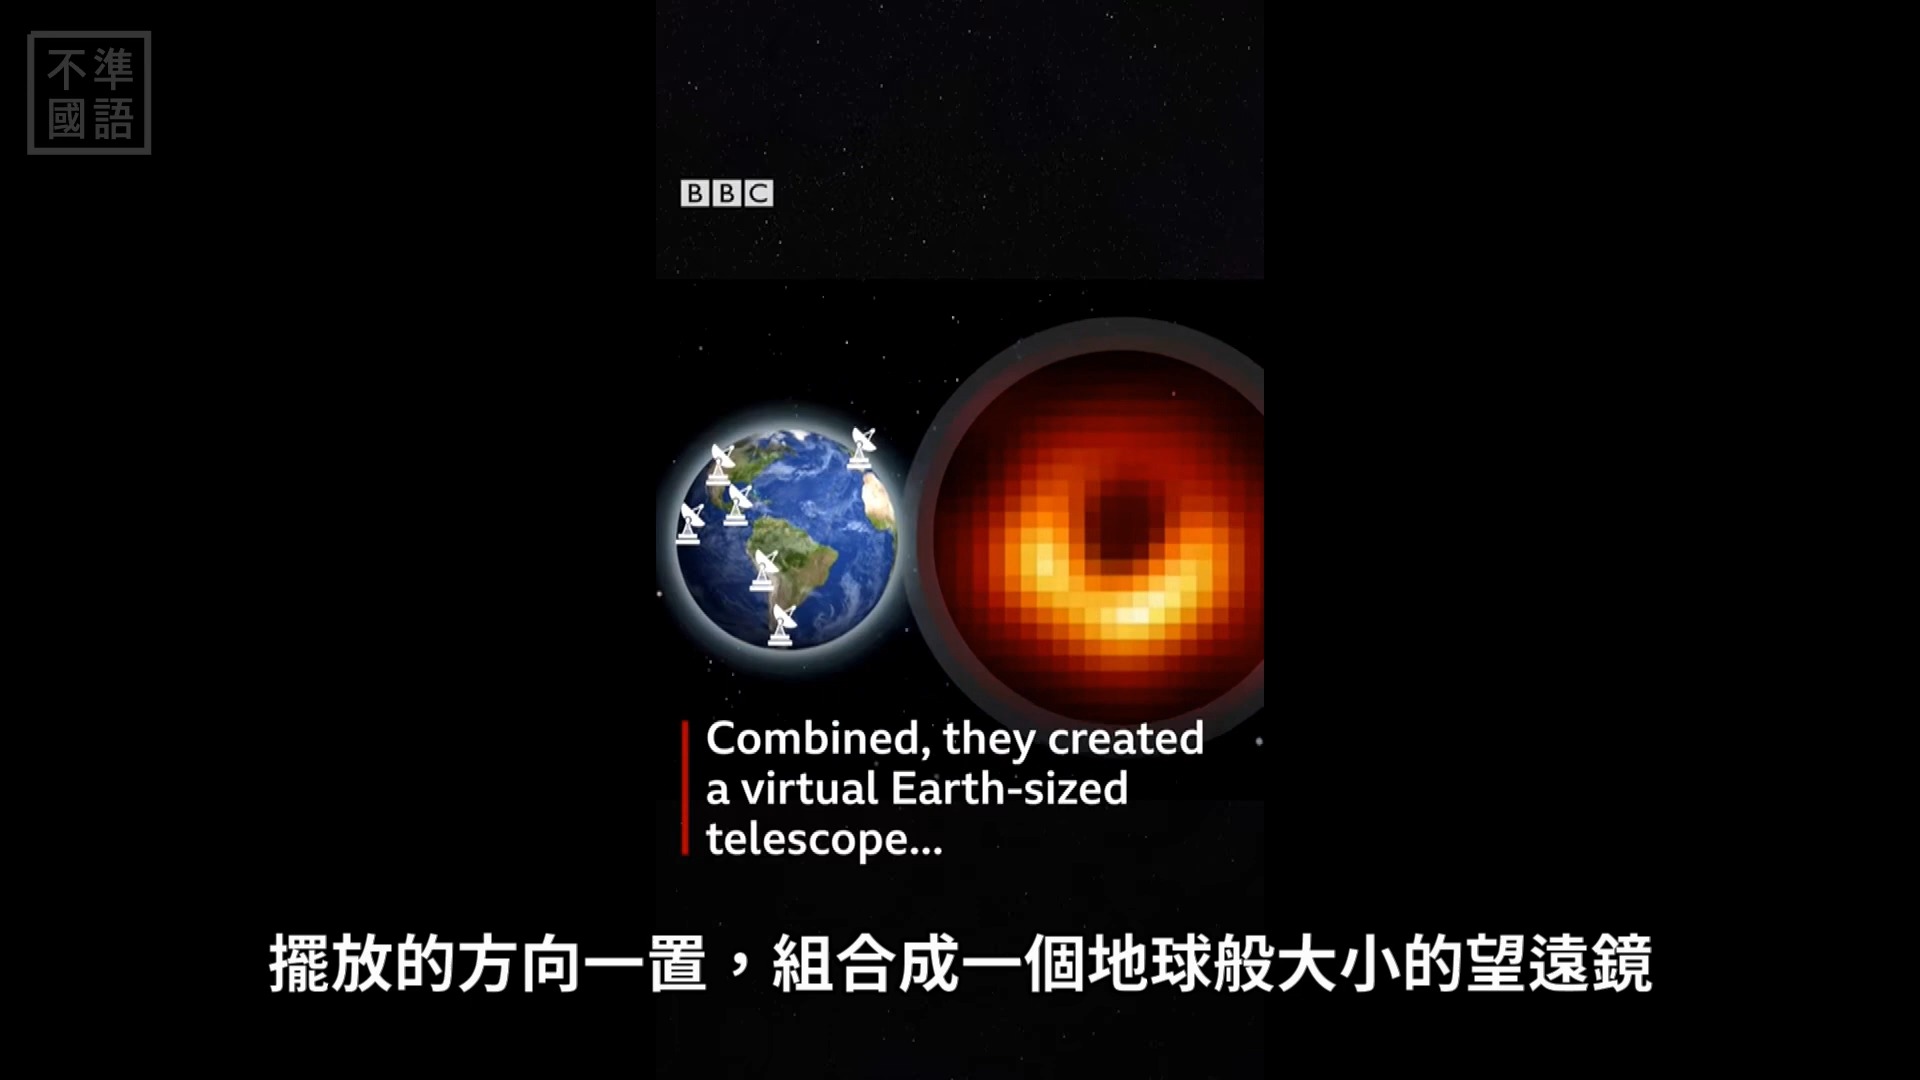 不準
國語
BBC
Combined, they created
a virtual Earth-sized
telescope...
擺放的方向一置，組合成一個地球般大小的望遠鏡